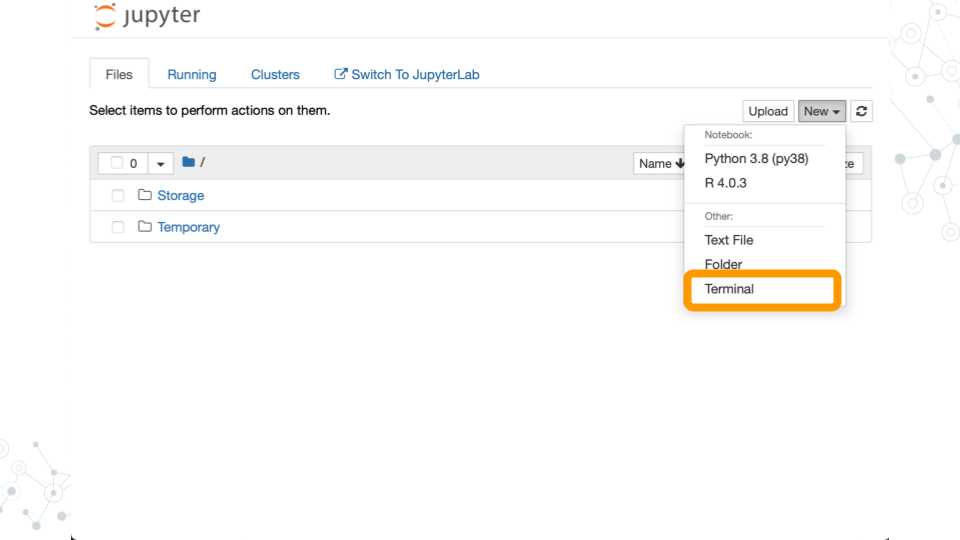 jupyter
Files Running Clusters Switch To JupyterLab
Select items to perform actions on them.
Upload New
0 / Name
Notebook:
Python 3.8 (py38)
R 4.0.3
Other:
Text File
Folder
Terminal
Storage
Temporary